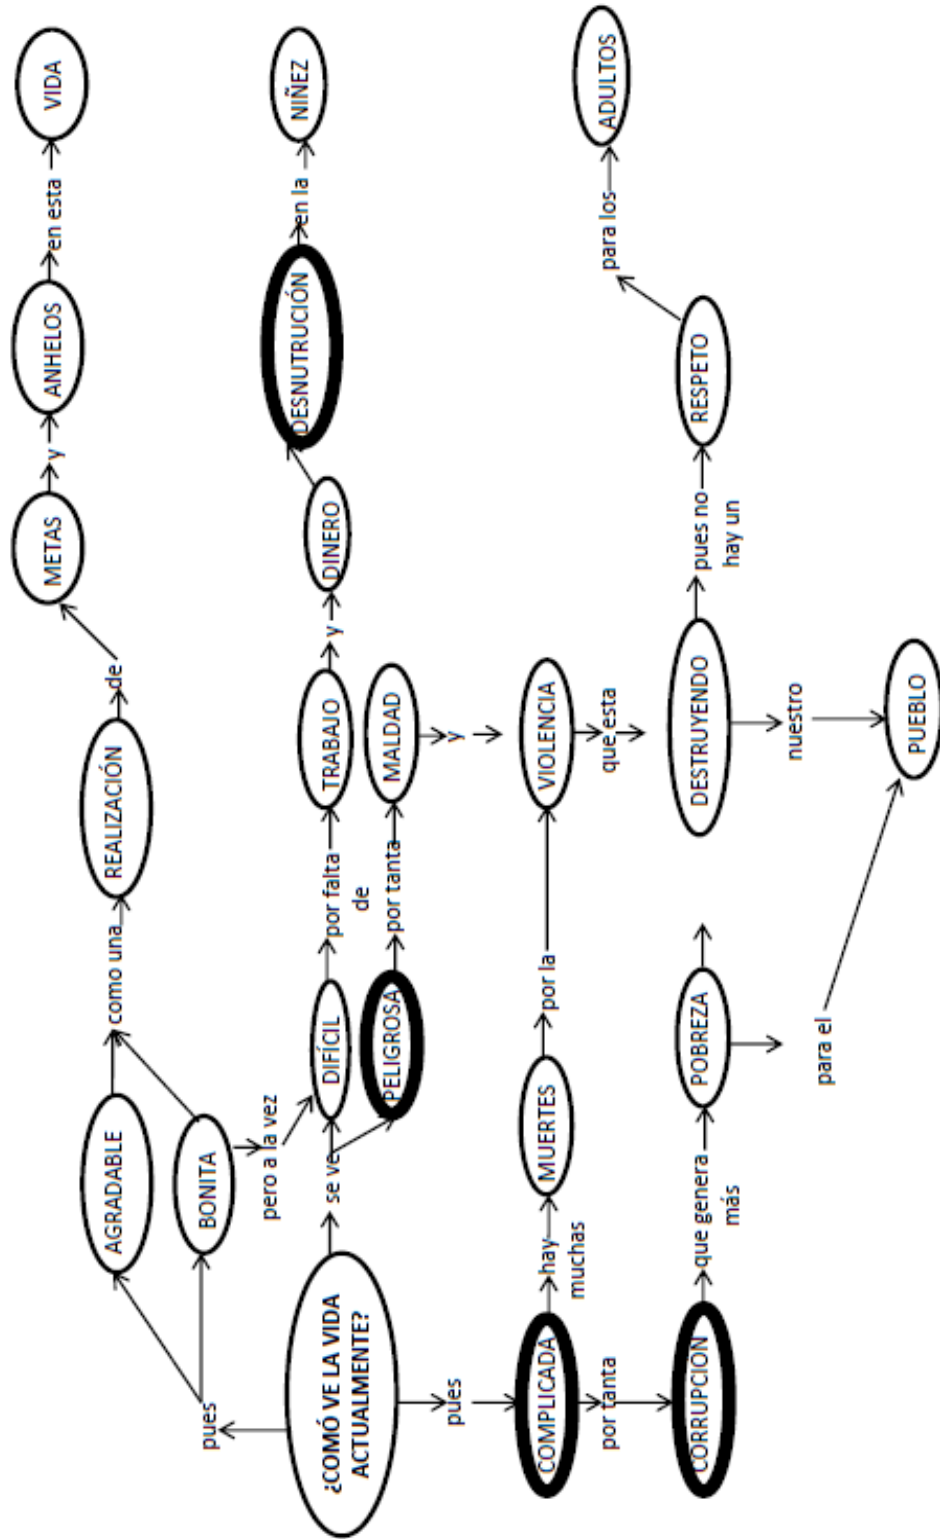 pues
AGRADABLE
como una
REALIZACIÓN
de
METAS
y
ANHELOS
en esta
VIDA
BONITA
pero a la vez
¿COMÓ VE LA VIDA
ACTUALMENTE?
se ve
DIFÍCIL
por falta
de
TRABAJO
y
DINERO
DESNUTRUCIÓN
en la
NIÑEZ
PELIGROSA
por tanta
MALDAD
y
pues
COMPLICADA
hay
muchas
MUERTES
por la
VIOLENCIA
que esta
por tanta
CORRUPCION
que genera
más
POBREZA
DESTRUYENDO
pues no
hay un
RESPETO
para los
ADULTOS
para el
nuestro
PUEBLO